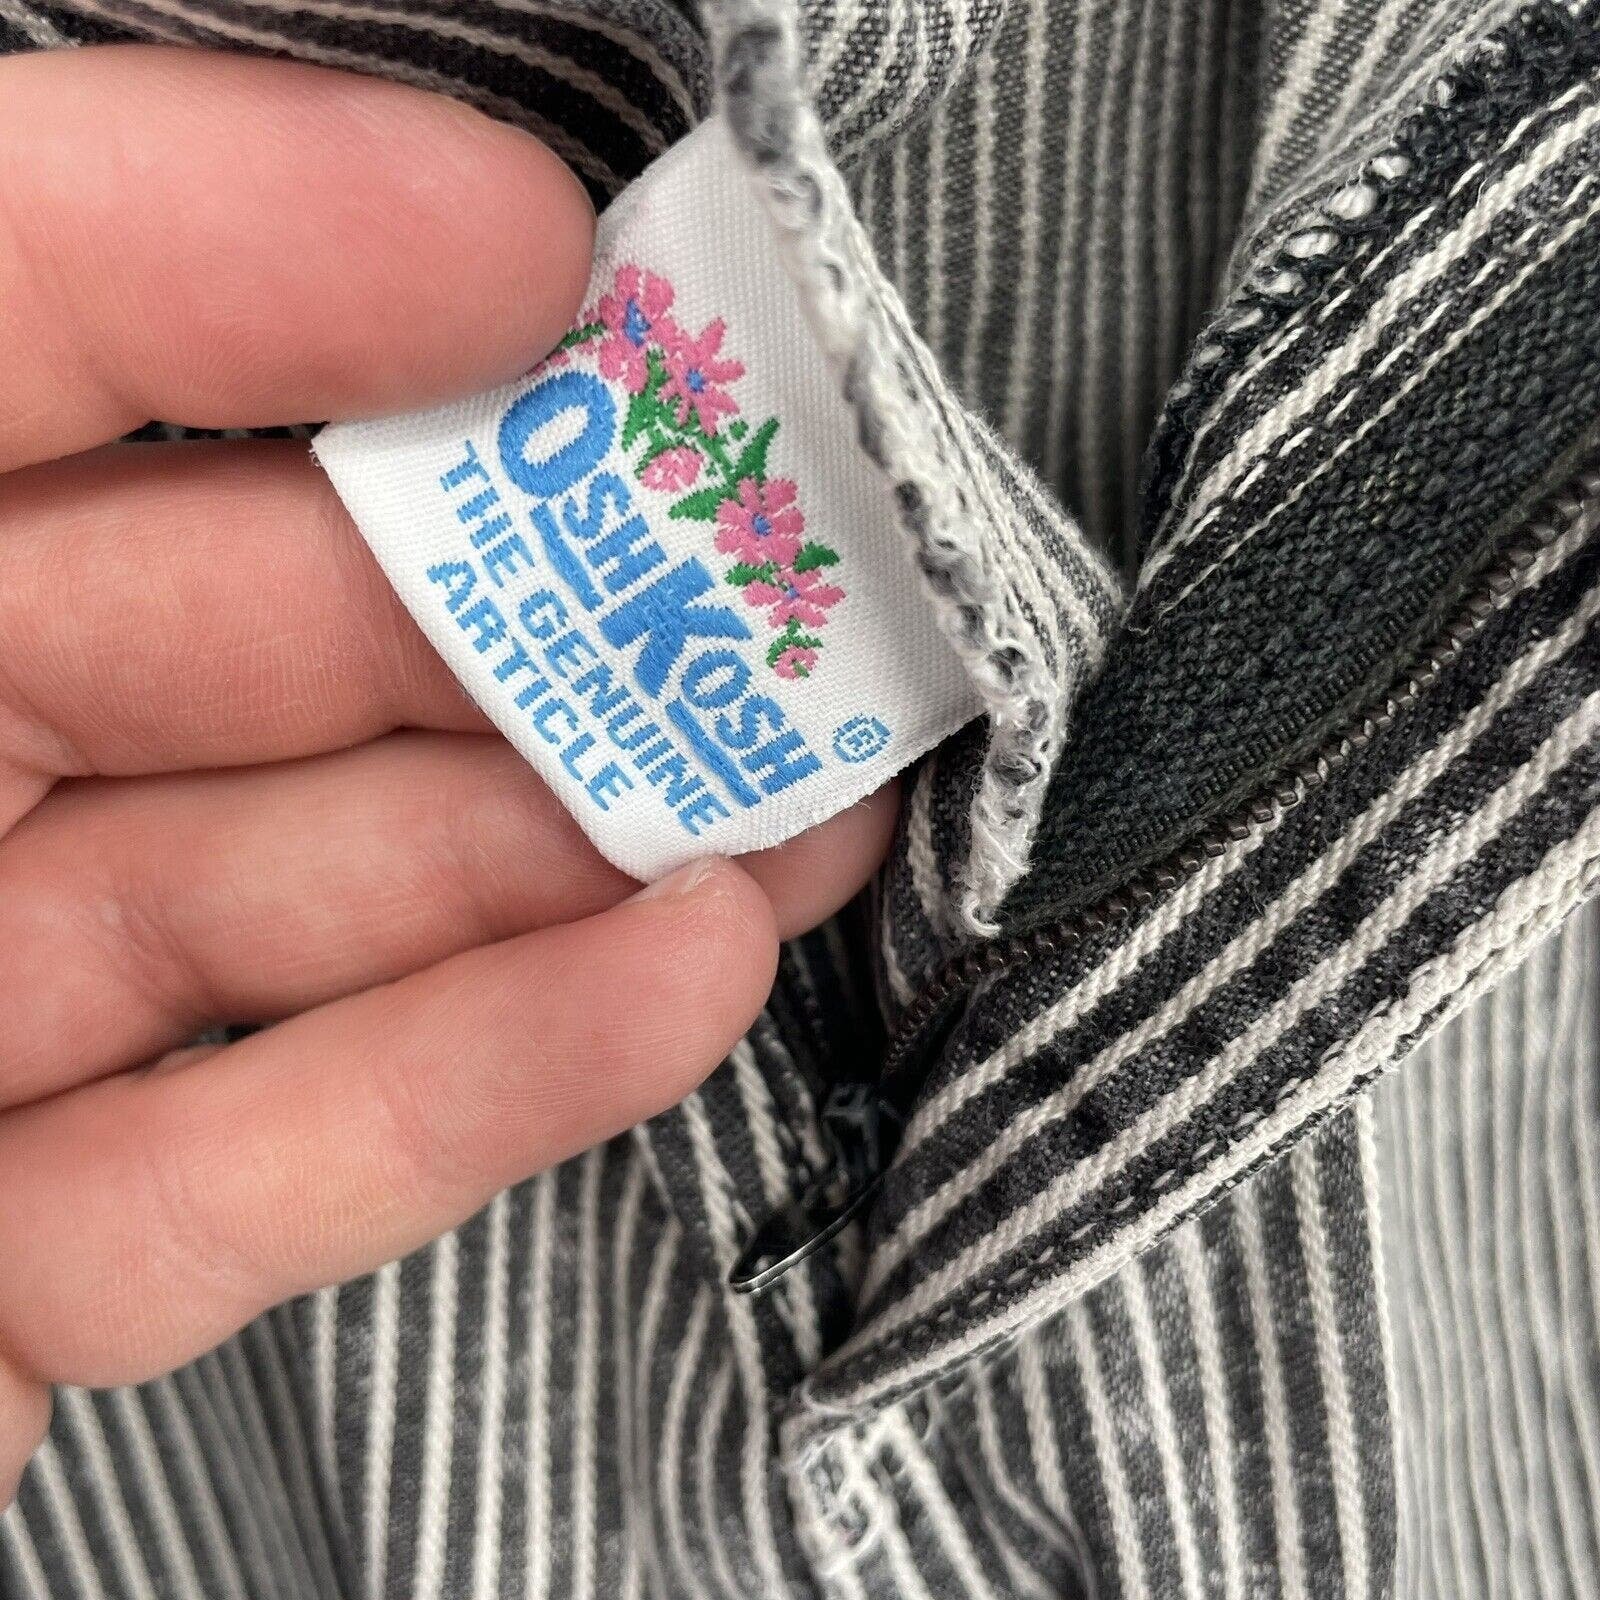 OSHKOSH ®
THE GENUINE
ARTICLE